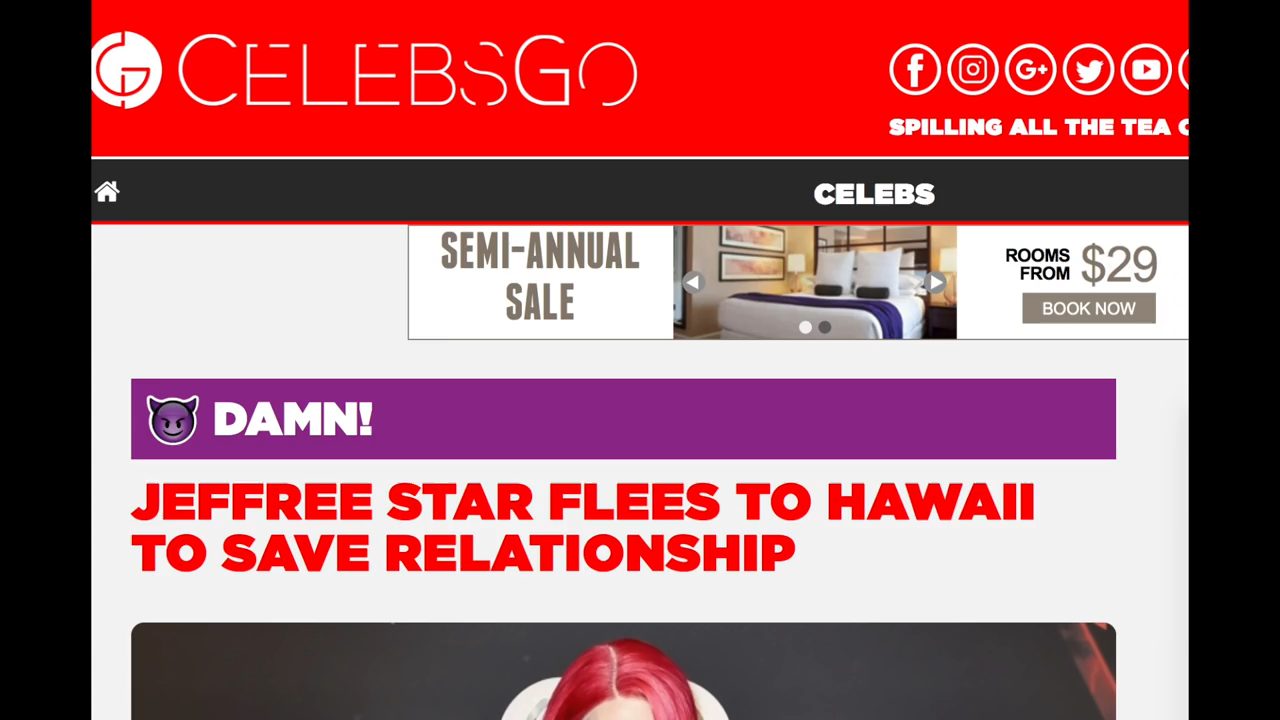 CELEBSGO
SPILLING ALL THE TEA
CELEBS
SEMI-ANNUAL
SALE
ROOMS
FROM
$29
BOOK NOW
DAMN!
JEFFREE STAR FLEES TO HAWAII
TO SAVE RELATIONSHIP